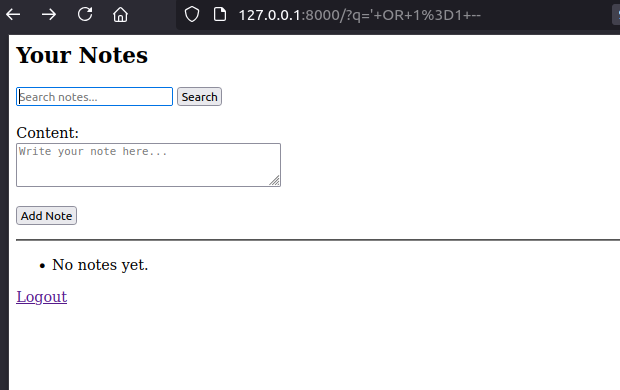 127.0.0.1:8000/?q='+OR+1%3D1+--
Your Notes
Search notes... Search
Content:
Write your note here...
Add Note
No notes yet.
Logout